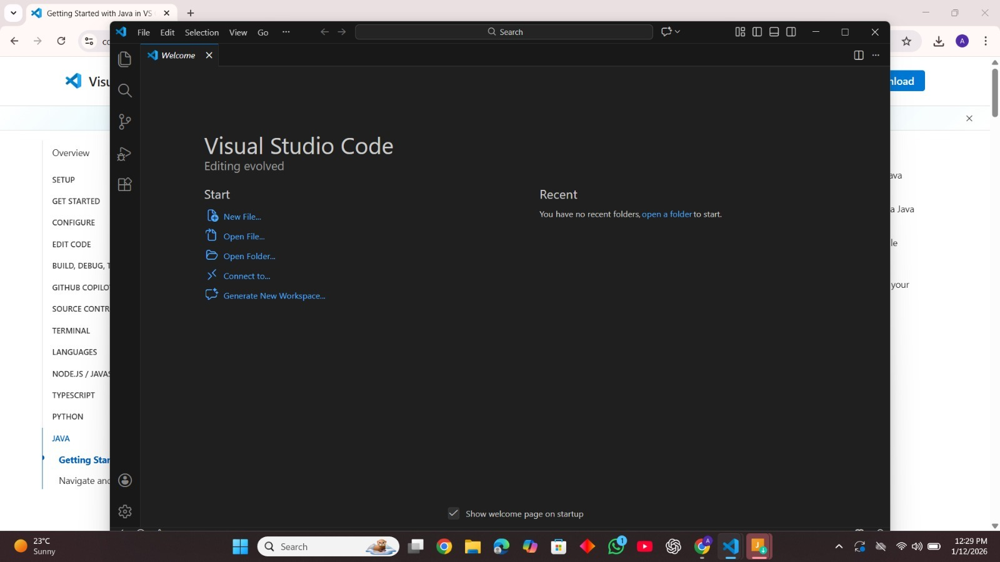 Getting Started with Java in VS
File Edit Selection View Go ... Search
Welcome
Visu
nload
Visual Studio Code
Editing evolved
Start
New File...
Open File...
Open Folder...
Connect to...
Generate New Workspace...
Recent
You have no recent folders, open a folder to start.
Show welcome page on startup
Overview
SETUP
GET STARTED
CONFIGURE
EDIT CODE
BUILD, DEBUG, T
GITHUB COPILO
SOURCE CONTR
TERMINAL
LANGUAGES
NODE.JS / JAVAS
TYPESCRIPT
PYTHON
JAVA
Getting Star
Navigate and
ava
a Java
le
your
A
23°C
Sunny
Search
A
1
J
12:29 PM
1/12/2026